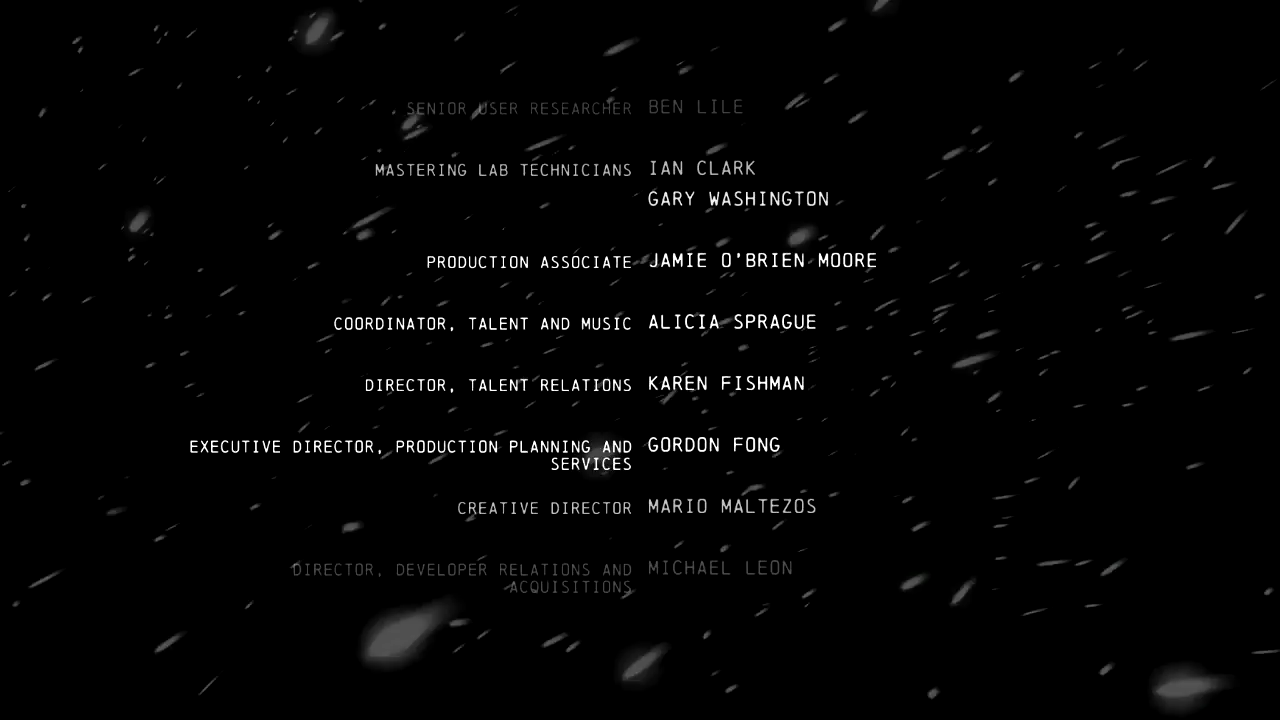 SENIOR USER RESEARCHER BEN LILE
MASTERING LAB TECHNICIANS IAN CLARK
GARY WASHINGTON
PRODUCTION ASSOCIATE JAMIE O'BRIEN MOORE
COORDINATOR, TALENT AND MUSIC ALICIA SPRAGUE
DIRECTOR, TALENT RELATIONS KAREN FISHMAN
EXECUTIVE DIRECTOR, PRODUCTION PLANNING AND GORDON FONG
SERVICES
CREATIVE DIRECTOR MARIO MALTEZOS
DIRECTOR, DEVELOPER RELATIONS AND MICHAEL LEON
ACQUISITIONS